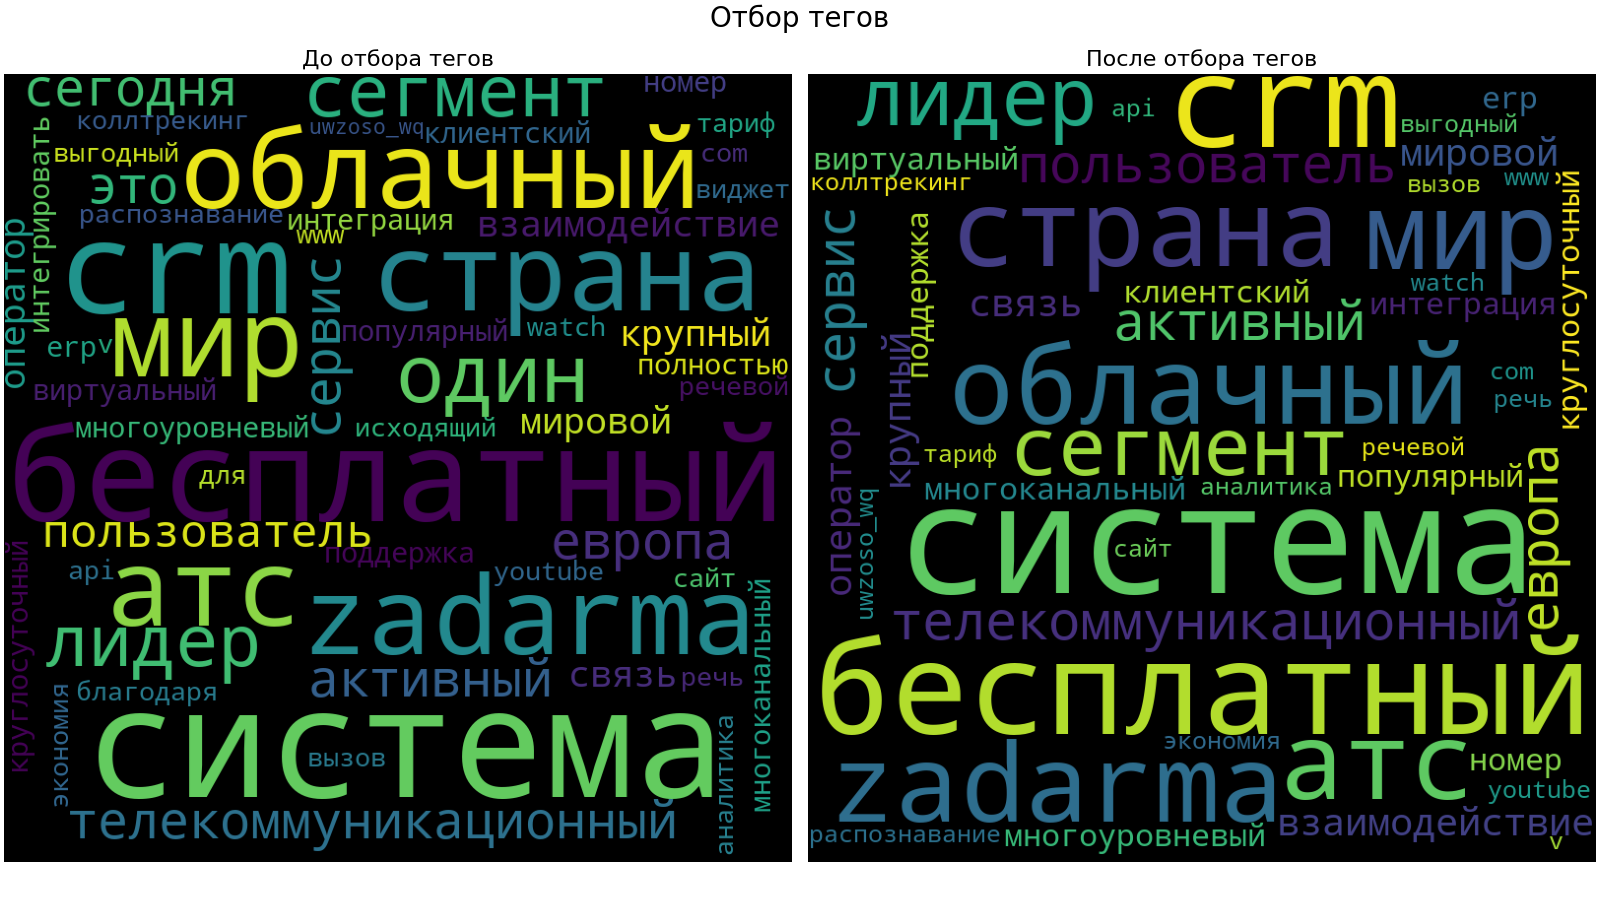 Отбор тегов
До отбора тегов
сегодня
сегмент
номер
коллтрекинг
uwzoso_wq
клиентский
тариф
интегрировать
выгодный
облачный
com
это
виджет
распознавание
интеграция
взаимодействие
оператор
www
crm
страна
сервис
мир
популярный
watch
крупный
erp
v
один
полностью
виртуальный
речевой
многоуровневый
исходящий
мировой
бесплатный
для
пользователь
европа
поддержка
круглосуточный
api
атс
youtube
сайт
zadarma
многоканальный
лидер
активный
связь
речь
благодаря
экономия
система
вызов
аналитика
телекоммуникационный
После отбора тегов
лидер
api
crm
erp
выгодный
виртуальный
пользователь
мировой
коллтрекинг
вызов
www
круглосуточный
сервис
поддержка
страна
мир
watch
связь
клиентский
интеграция
активный
крупный
облачный
com
речь
оператор
тариф
сегмент
речевой
популярный
европа
многоканальный
аналитика
uwzoso_wq
система
сайт
телекоммуникационный
бесплатный
экономия
zadarma
атс
номер
youtube
распознавание
многоуровневый
взаимодействие
v